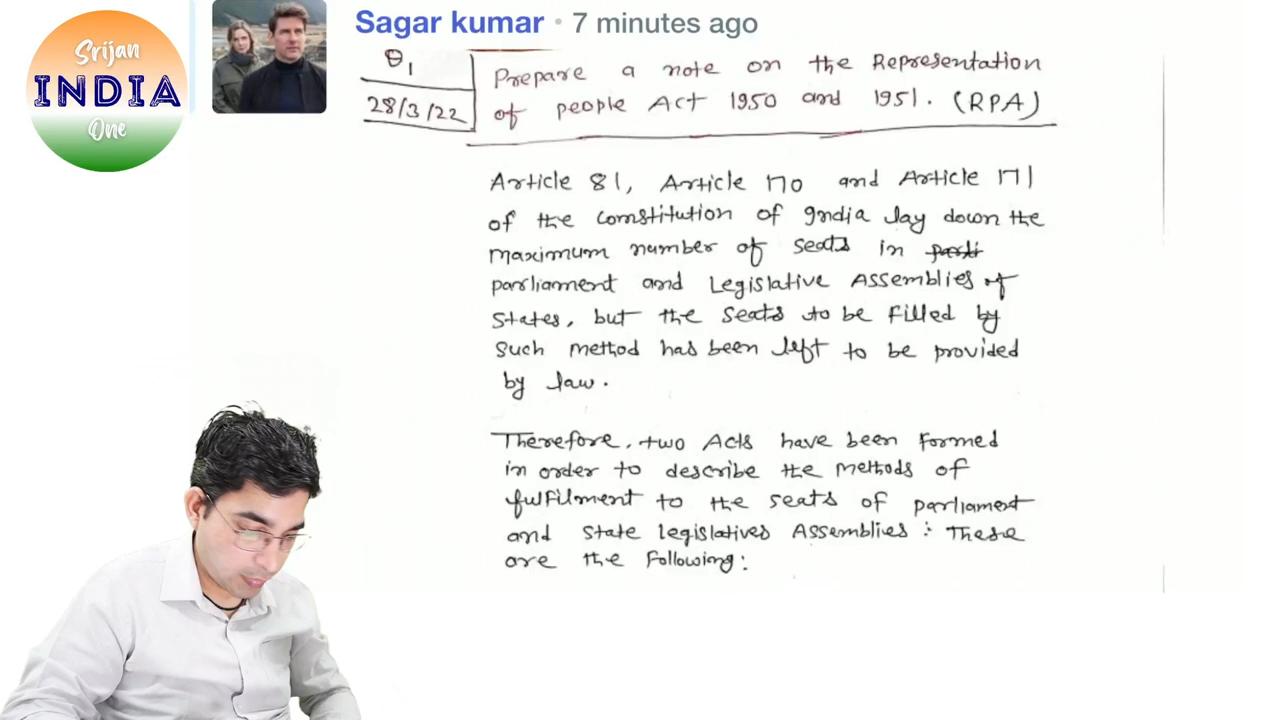 Srijan
INDIA
One
Sagar kumar • 7 minutes ago
Θ1
28/3/22
Prepare a note on the Representation
of people Act 1950 and 1951. (RPA)
Article 81, Article 170 and Article 171
of the constitution of India lay down the
maximum number of seats in parli
parliament and Legislative Assemblies of
States, but the seats to be filled by
such method has been left to be provided
by law.
Therefore, two Acts have been formed
in order to describe the methods of
fulfilment to the seats of parliament
and state legislatives Assemblies : These
are the following: